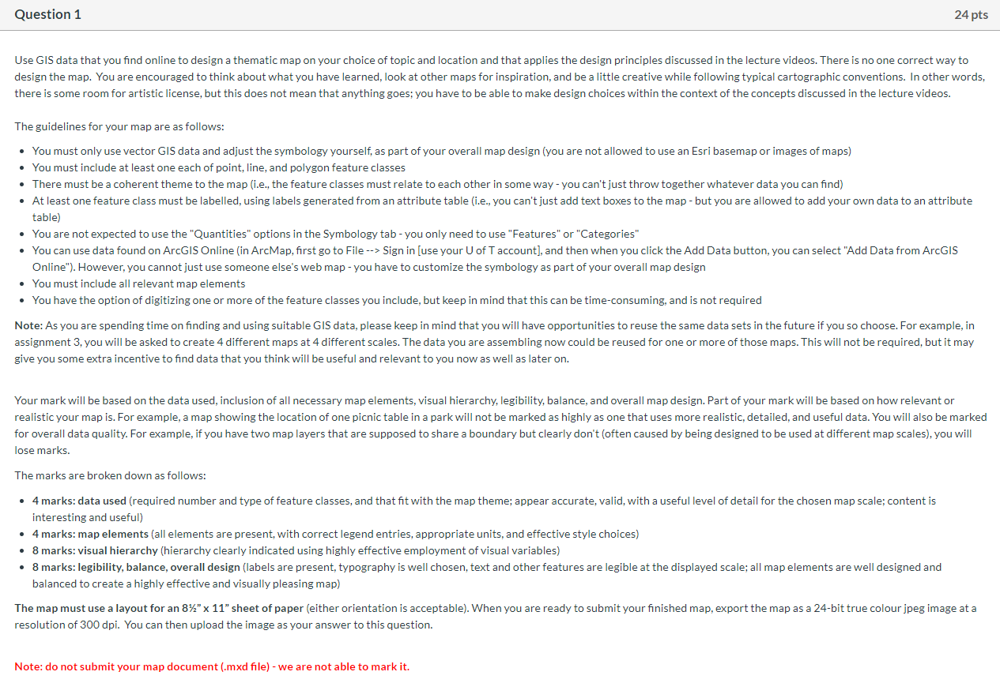 Question 1
24 pts
Use GIS data that you find online to design a thematic map on your choice of topic and location and that applies the design principles discussed in the lecture videos. There is no one correct way to
design the map.  You are encouraged to think about what you have learned, look at other maps for inspiration, and be a little creative while following typical cartographic conventions.  In other words,
there is some room for artistic license, but this does not mean that anything goes; you have to be able to make design choices within the context of the concepts discussed in the lecture videos.
The guidelines for your map are as follows:
• You must only use vector GIS data and adjust the symbology yourself, as part of your overall map design (you are not allowed to use an Esri basemap or images of maps)
• You must include at least one each of point, line, and polygon feature classes
• There must be a coherent theme to the map (i.e., the feature classes must relate to each other in some way - you can't just throw together whatever data you can find)
• At least one feature class must be labelled, using labels generated from an attribute table (i.e., you can't just add text boxes to the map - but you are allowed to add your own data to an attribute
table)
• You are not expected to use the "Quantities" options in the Symbology tab - you only need to use "Features" or "Categories"
• You can use data found on ArcGIS Online (in ArcMap, first go to File --> Sign in [use your U of T account], and then when you click the Add Data button, you can select "Add Data from ArcGIS
Online"). However, you cannot just use someone else's web map - you have to customize the symbology as part of your overall map design
• You must include all relevant map elements
• You have the option of digitizing one or more of the feature classes you include, but keep in mind that this can be time-consuming, and is not required
Note: As you are spending time on finding and using suitable GIS data, please keep in mind that you will have opportunities to reuse the same data sets in the future if you so choose. For example, in
assignment 3, you will be asked to create 4 different maps at 4 different scales. The data you are assembling now could be reused for one or more of those maps. This will not be required, but it may
give you some extra incentive to find data that you think will be useful and relevant to you now as well as later on.
Your mark will be based on the data used, inclusion of all necessary map elements, visual hierarchy, legibility, balance, and overall map design. Part of your mark will be based on how relevant or
realistic your map is. For example, a map showing the location of one picnic table in a park will not be marked as highly as one that uses more realistic, detailed, and useful data. You will also be marked
for overall data quality. For example, if you have two map layers that are supposed to share a boundary but clearly don't (often caused by being designed to be used at different map scales), you will
lose marks.
The marks are broken down as follows:
• 4 marks: data used (required number and type of feature classes, and that fit with the map theme; appear accurate, valid, with a useful level of detail for the chosen map scale; content is
interesting and useful)
• 4 marks: map elements (all elements are present, with correct legend entries, appropriate units, and effective style choices)
• 8 marks: visual hierarchy (hierarchy clearly indicated using highly effective employment of visual variables)
• 8 marks: legibility, balance, overall design (labels are present, typography is well chosen, text and other features are legible at the displayed scale; all map elements are well designed and
balanced to create a highly effective and visually pleasing map)
The map must use a layout for an 8½” x 11” sheet of paper (either orientation is acceptable). When you are ready to submit your finished map, export the map as a 24-bit true colour jpeg image at a
resolution of 300 dpi.  You can then upload the image as your answer to this question.
Note: do not submit your map document (.mxd file) - we are not able to mark it.